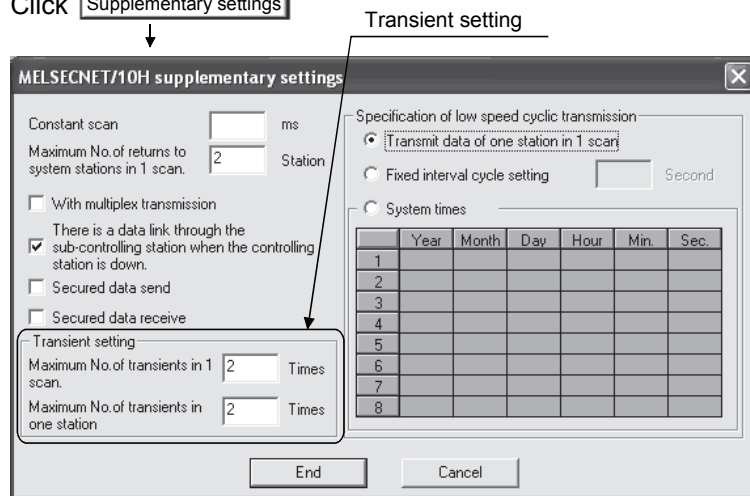 Click Supplementary settings
Transient setting
MELSECNET/10H supplementary settings
Constant scan ms
Maximum No.of returns to
system stations in 1 scan. 2 Station
With multiplex transmission
There is a data link through the
sub-controlling station when the controlling
station is down.
Secured data send
Secured data receive
Transient setting
Maximum No.of transients in 1
scan. 2 Times
Maximum No.of transients in
one station 2 Times
Specification of low speed cyclic transmission
Transmit data of one station in 1 scan
Fixed interval cycle setting Second
System times
Year Month Day Hour Min. Sec.
1
2
3
4
5
6
7
8
End Cancel